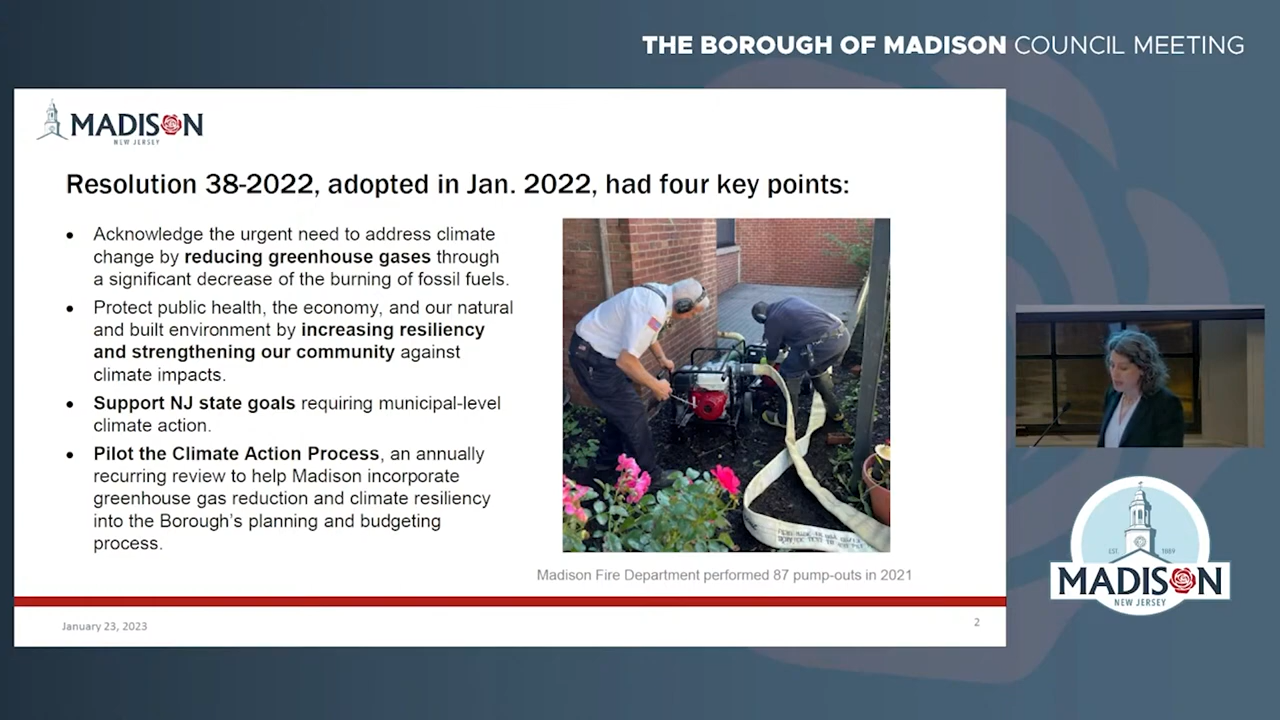 THE BOROUGH OF MADISON COUNCIL MEETING
MADISON
NEW JERSEY
Resolution 38-2022, adopted in Jan. 2022, had four key points:
• Acknowledge the urgent need to address climate
change by reducing greenhouse gases through
a significant decrease of the burning of fossil fuels.
• Protect public health, the economy, and our natural
and built environment by increasing resiliency
and strengthening our community against
climate impacts.
• Support NJ state goals requiring municipal-level
climate action.
• Pilot the Climate Action Process, an annually
recurring review to help Madison incorporate
greenhouse gas reduction and climate resiliency
into the Borough's planning and budgeting
process.
Madison Fire Department performed 87 pump-outs in 2021
January 23, 2023
2
EST. 1889
MADISON
NEW JERSEY